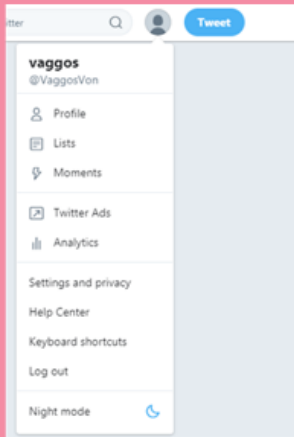 tter
Tweet
vaggos
@VaggosVon
Profile
Lists
Moments
Twitter Ads
Analytics
Settings and privacy
Help Center
Keyboard shortcuts
Log out
Night mode